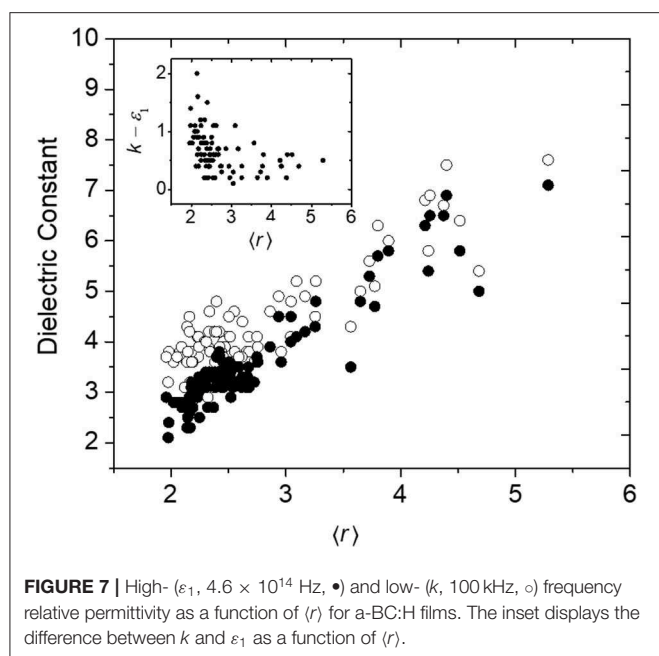 10
9
8
7
6
5
4
3
2
Dielectric Constant
2
1
0
k − ε₁
1 2 3 4 5 6
⟨r⟩
2 3 4 5 6
⟨r⟩
FIGURE 7 | High- (ε₁, 4.6 × 10¹⁴ Hz, •) and low- (k, 100 kHz, ○) frequency
relative permittivity as a function of ⟨r⟩ for a-BC:H films. The inset displays the
difference between k and ε₁ as a function of ⟨r⟩.